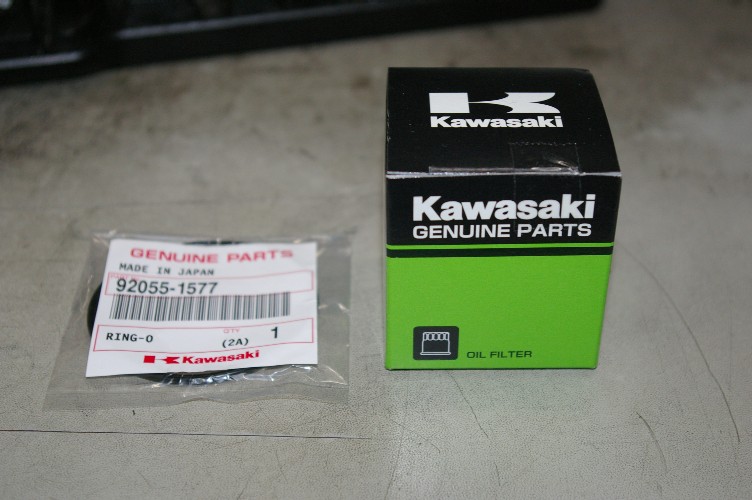 GENUINE PARTS
MADE IN JAPAN
92055-1577
RING-O
QTY
(2A)
1
Kawasaki
Kawasaki
Kawasaki
GENUINE PARTS
OIL FILTER